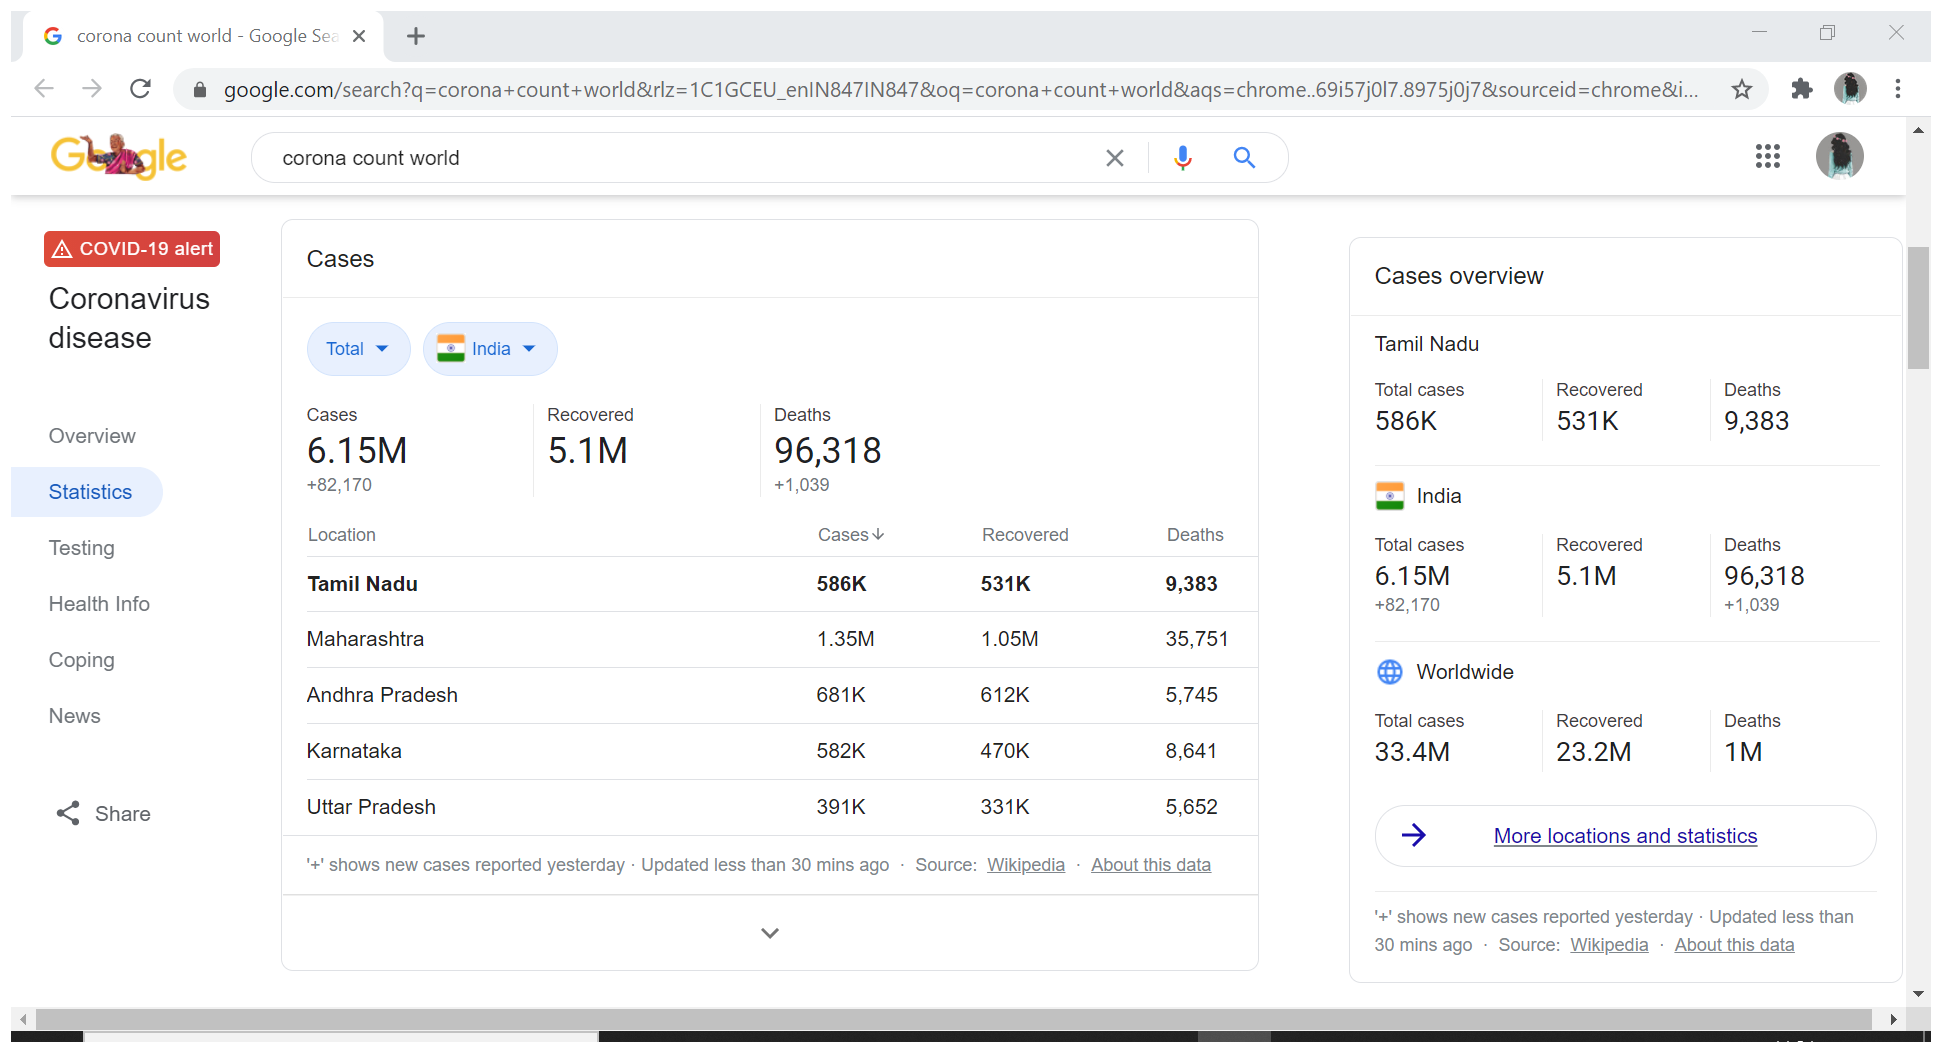 corona count world - Google Sea
google.com/search?q=corona+count+world&rlz=1C1GCEU_enIN847IN847&oq=corona+count+world&aqs=chrome..69i57j0l7.8975j0j7&sourceid=chrome&i...
Google
corona count world
COVID-19 alert
Coronavirus
disease
Overview
Statistics
Testing
Health Info
Coping
News
Share
Cases
Total
India
Cases Recovered Deaths
6.15M 5.1M 96,318
+82,170 +1,039
Location Cases Recovered Deaths
Tamil Nadu 586K 531K 9,383
Maharashtra 1.35M 1.05M 35,751
Andhra Pradesh 681K 612K 5,745
Karnataka 582K 470K 8,641
Uttar Pradesh 391K 331K 5,652
'+' shows new cases reported yesterday · Updated less than 30 mins ago · Source: Wikipedia · About this data
Cases overview
Tamil Nadu
Total cases Recovered Deaths
586K 531K 9,383
India
Total cases Recovered Deaths
6.15M 5.1M 96,318
+82,170 +1,039
Worldwide
Total cases Recovered Deaths
33.4M 23.2M 1M
More locations and statistics
'+' shows new cases reported yesterday · Updated less than
30 mins ago · Source: Wikipedia · About this data